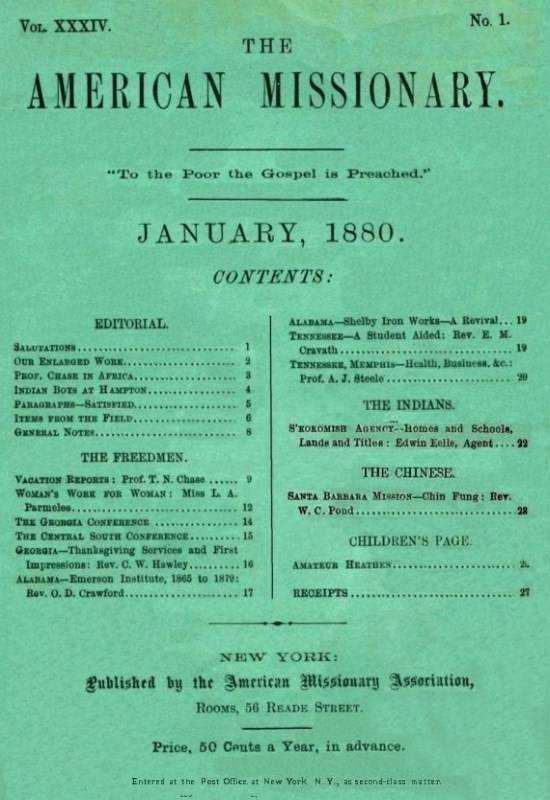 Vol. XXXIV.
No. 1.
THE
AMERICAN MISSIONARY.
"To the Poor the Gospel is Preached."
JANUARY, 1880.
CONTENTS:
EDITORIAL.
Salutations 1
Our Enlarged Work 2
Prof. Chase in Africa 3
Indian Boys at Hampton 4
Paragraphs—Satisfied 5
Items from the Field 6
General Notes 8
THE FREEDMEN.
Vacation Reports: Prof. T. N. Chase 9
Woman's Work for Woman: Miss L. A.
Parmelee 12
The Georgia Conference 14
The Central South Conference 15
Georgia—Thanksgiving Services and First
Impressions: Rev. C. W. Hawley 16
Alabama—Emerson Institute, 1865 to 1879:
Rev. O. D. Crawford 17
Alabama—Shelby Iron Works—A Revival 19
Tennessee—A Student Aided: Rev. E. M.
Cravath 19
Tennessee, Memphis—Health, Business, &c.:
Prof. A. J. Steele 20
THE INDIANS.
S'kokomish Agency—Homes and Schools,
Lands and Titles: Edwin Eells, Agent 22
THE CHINESE.
Santa Barbara Mission—Chin Fung: Rev.
W. C. Pond 23
CHILDREN'S PAGE.
Amateur Heathen
RECEIPTS 27
NEW YORK:
Published by the American Missionary Association,
Rooms, 56 Reade Street.
Price, 50 Cents a Year, in advance.
Entered at the Post Office at New York, N. Y., as second-class matter.